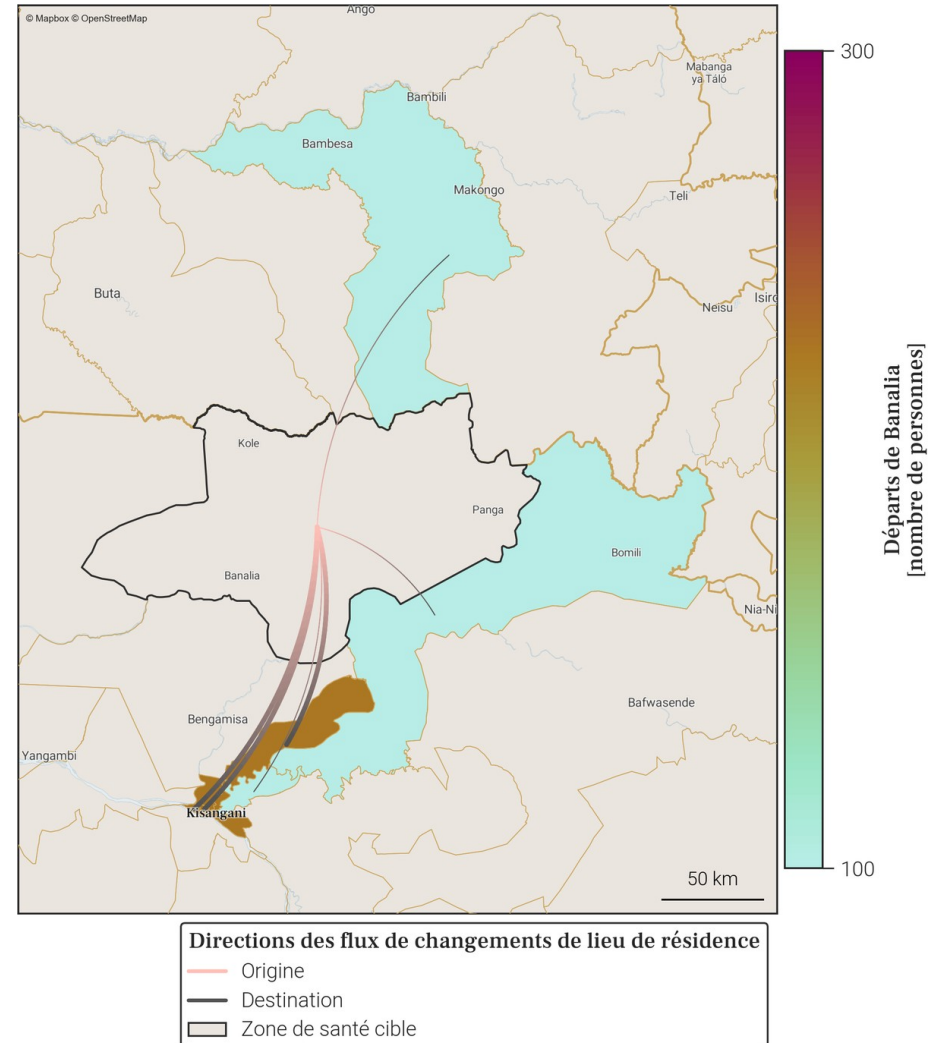 Ango
© Mapbox © OpenStreetMap
300
Mabanga
ya Táló
Bambili
Bambesa
Makongo
Teli
Buta
Isiro
Neisu
Départs de Banalia
[nombre de personnes]
Kole
Panga
Bomili
Banalia
Nia-Ni
Bafwasende
Bengamisa
Yangambi
Kisangani
50 km
100
Directions des flux de changements de lieu de résidence
Origine
Destination
Zone de santé cible